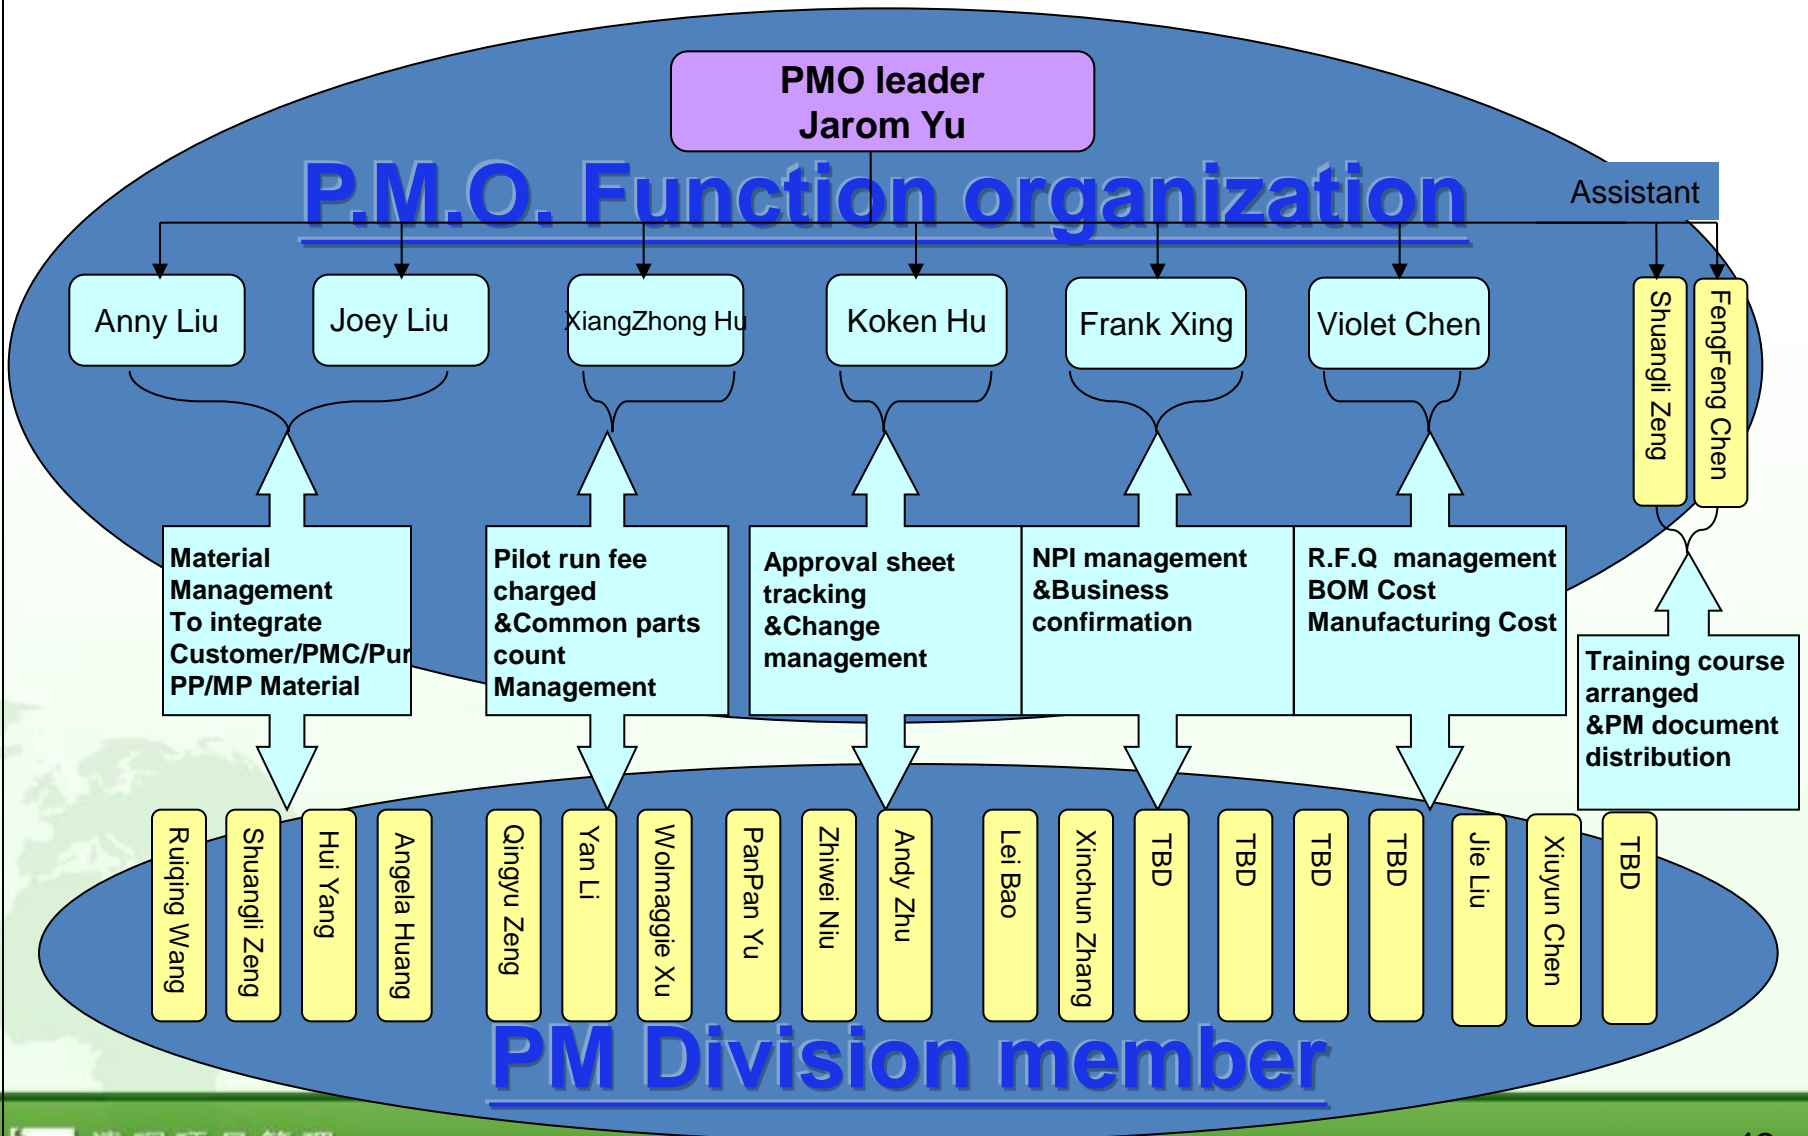 PMO leader
Jarom Yu
P.M.O. Function organization
Assistant
Anny Liu
Joey Liu
XiangZhong Hu
Koken Hu
Frank Xing
Violet Chen
Shuangli Zeng
FengFeng Chen
Material
Management
To integrate
Customer/PMC/Pur
PP/MP Material
Pilot run fee
charged
&Common parts
count
Management
Approval sheet
tracking
&Change
management
NPI management
&Business
confirmation
R.F.Q management
BOM Cost
Manufacturing Cost
Training course
arranged
&PM document
distribution
Ruiqing Wang
Shuangli Zeng
Hui Yang
Angela Huang
Qingyu Zeng
Yan Li
Wolmaggie Xu
PanPan Yu
Zhiwei Niu
Andy Zhu
Lei Bao
Xinchun Zhang
TBD
TBD
TBD
TBD
Jie Liu
Xiuyun Chen
TBD
PM Division member